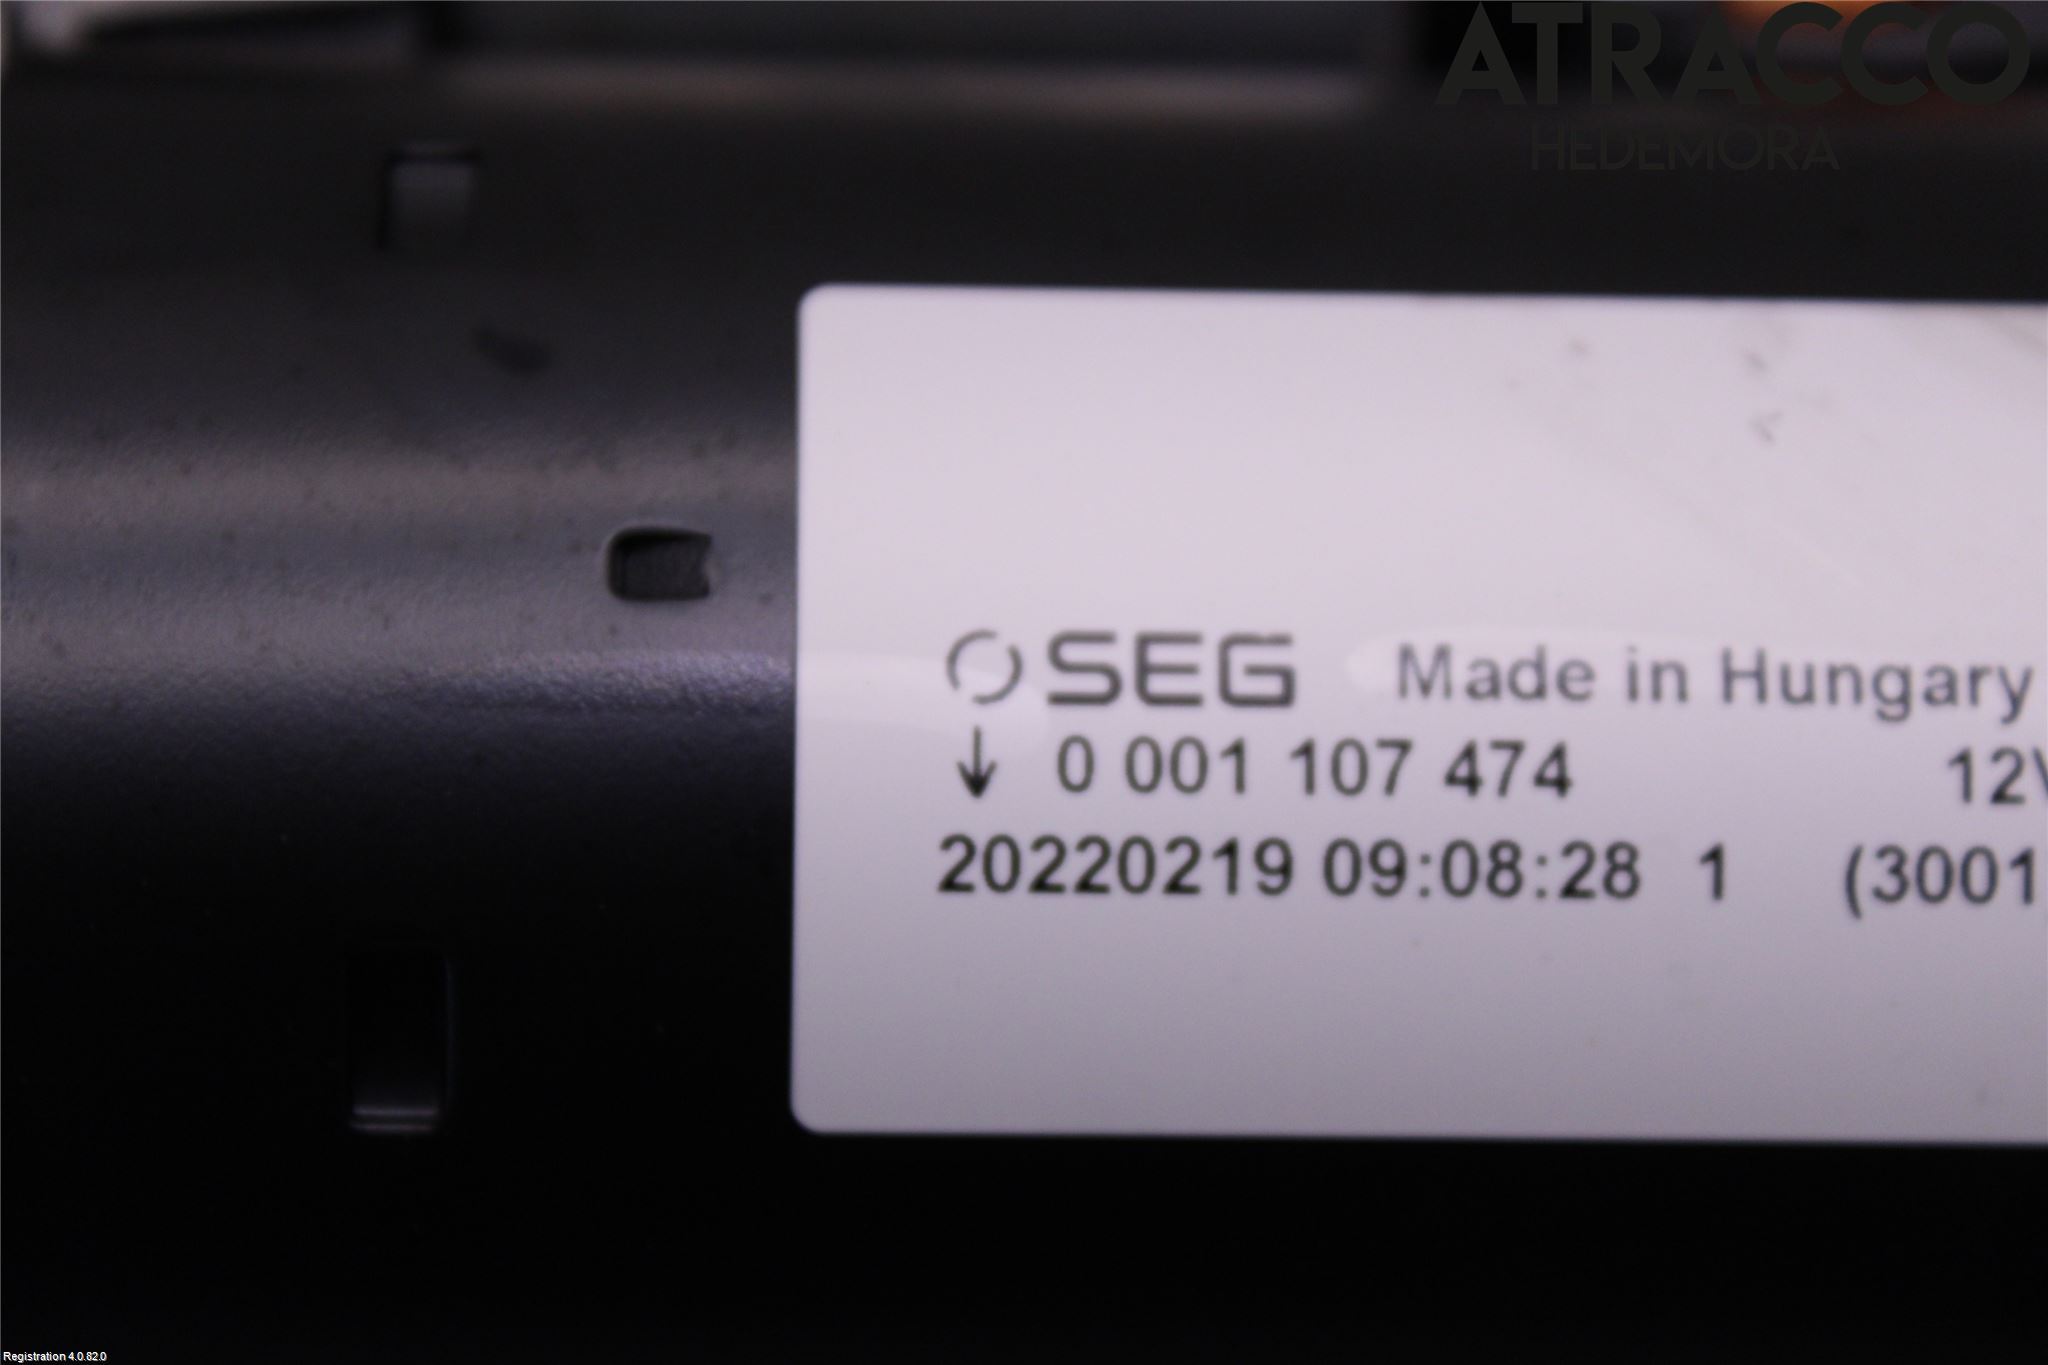 ATRACCO
HEDEMORA
SEG Made in Hungary
↓ 0 001 107 474 12V
20220219 09:08:28 1 (3001
Registration 4.0.82.0